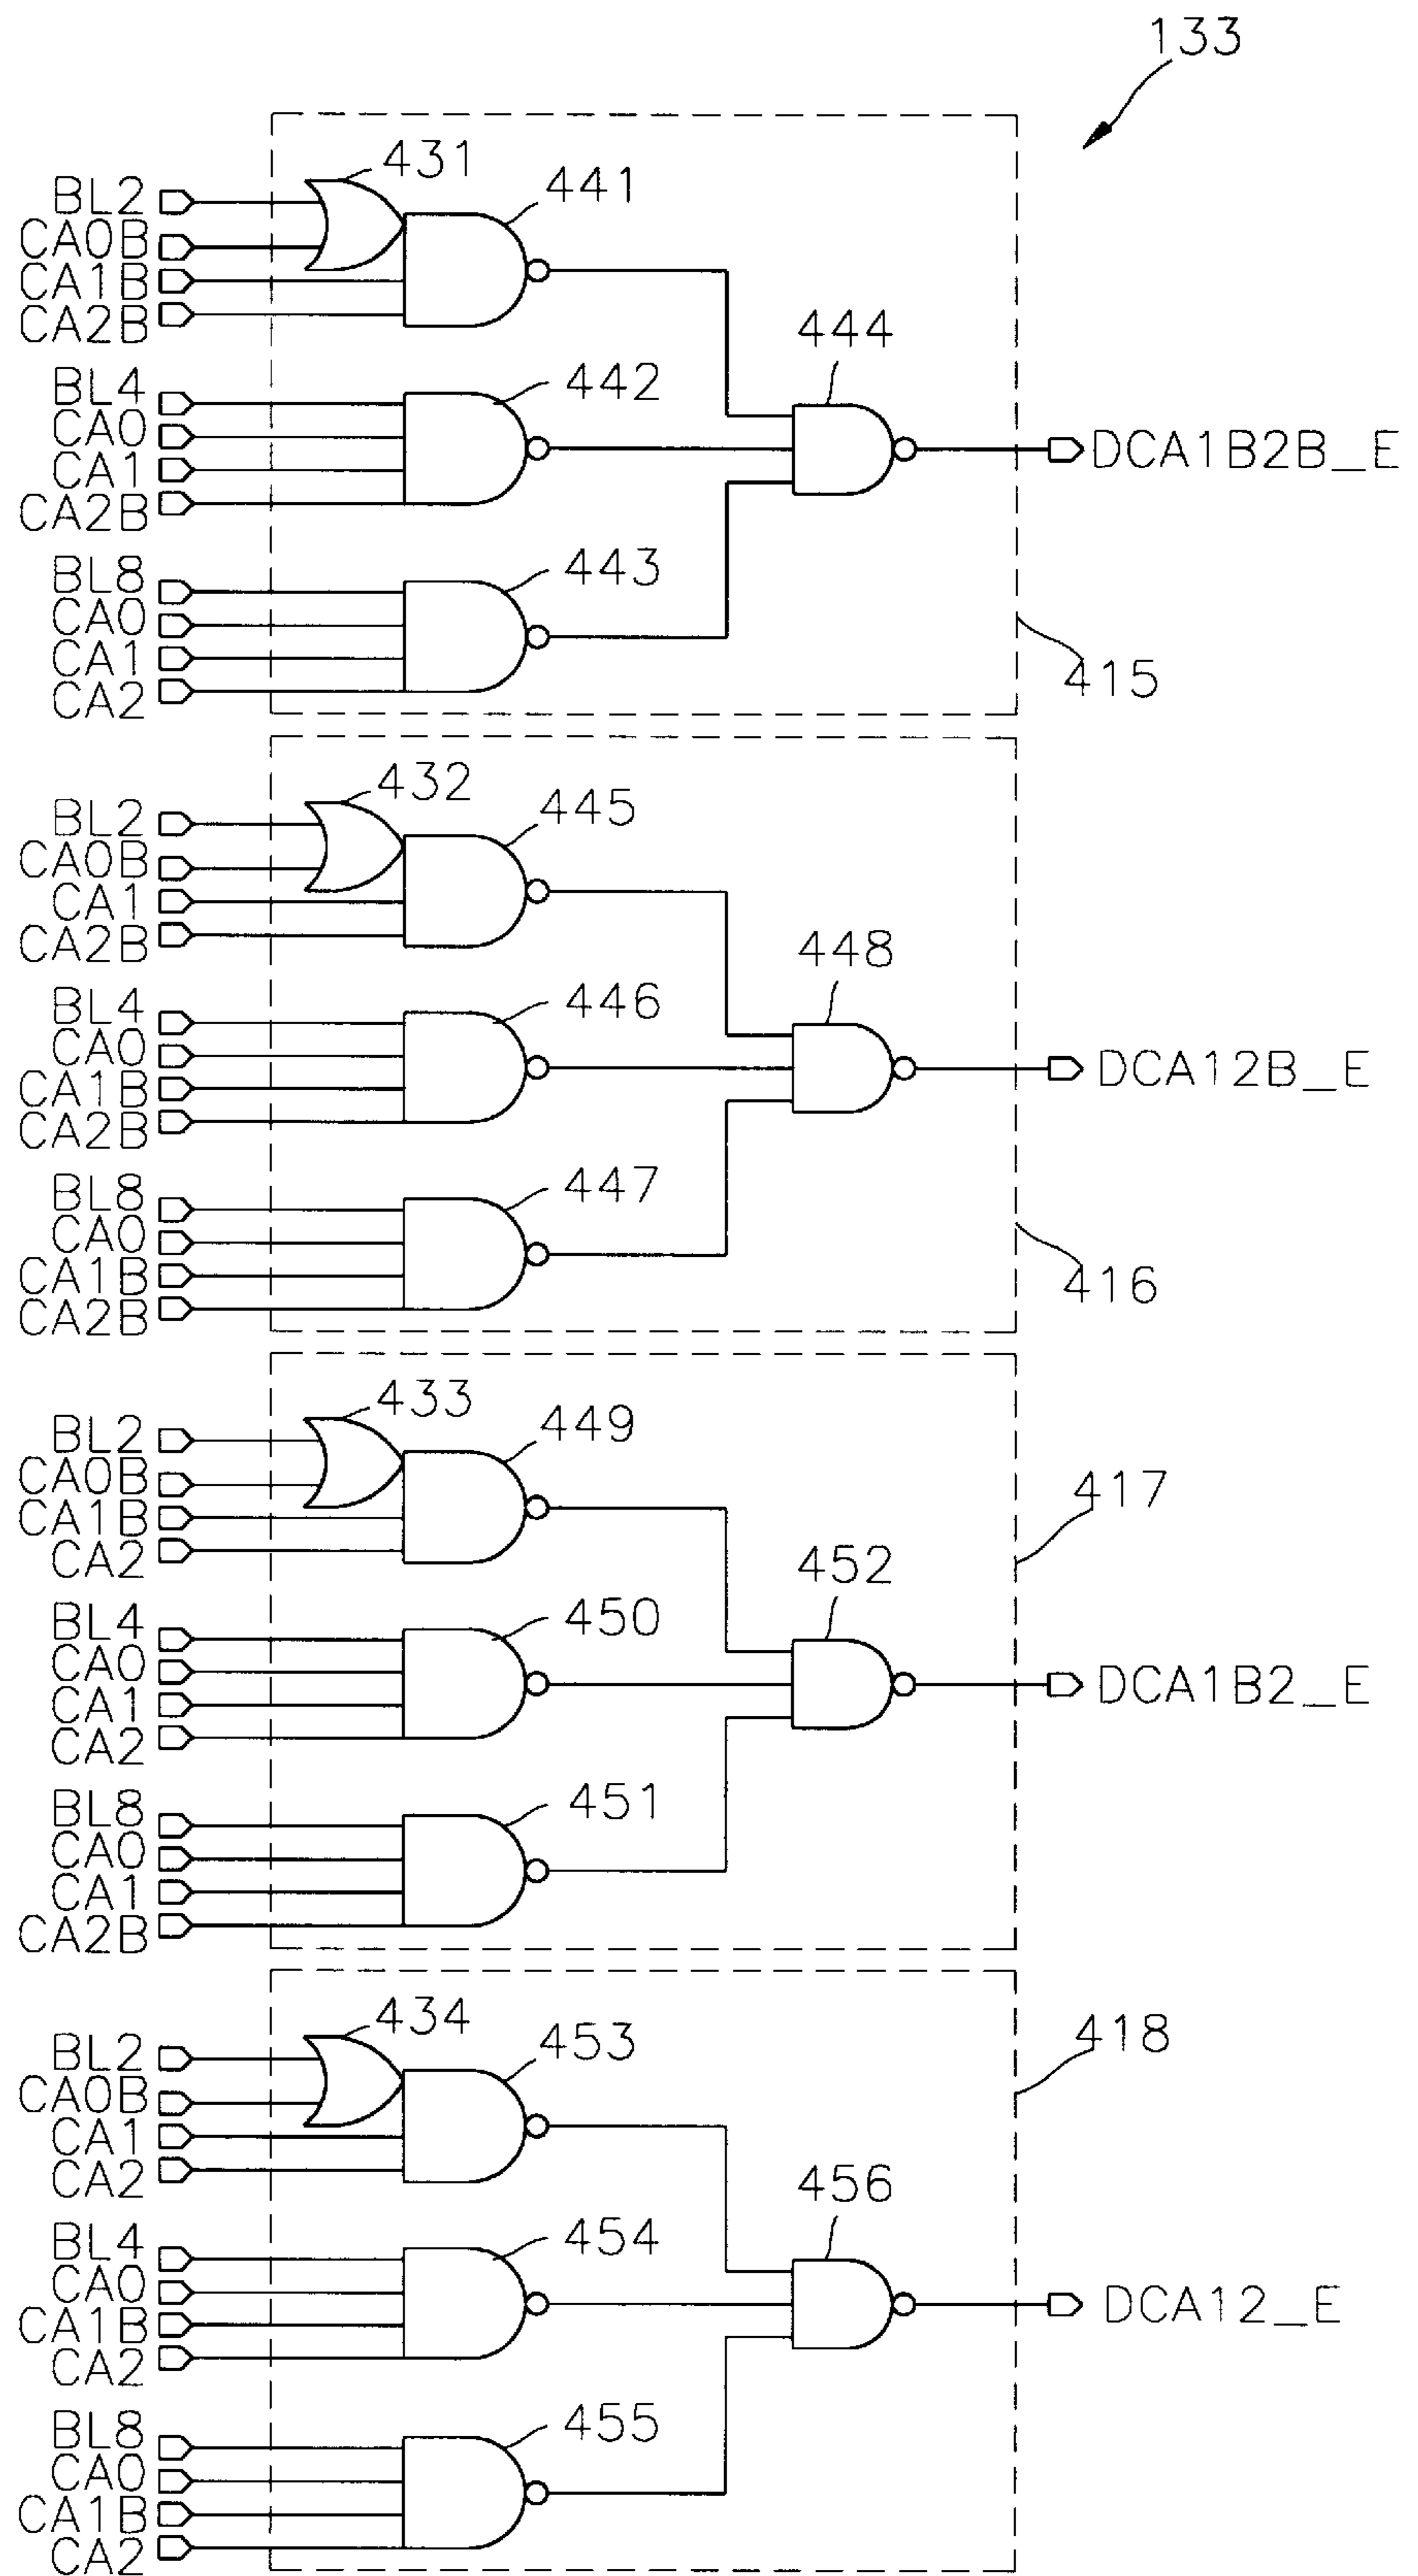 133
431
441
BL2
CA0B
CA1B
CA2B
444
442
BL4
CA0
CA1
CA2B
DCA1B2B_E
443
BL8
CA0
CA1
CA2
415
432
445
BL2
CA0B
CA1
CA2B
448
446
BL4
CA0
CA1B
CA2B
DCA12B_E
447
BL8
CA0
CA1B
CA2B
416
433
449
BL2
CA0B
CA1B
CA2
417
452
450
BL4
CA0
CA1
CA2
DCA1B2_E
451
BL8
CA0
CA1
CA2B
434
453
BL2
CA0B
CA1
CA2
418
456
454
BL4
CA0
CA1B
CA2
DCA12_E
455
BL8
CA0
CA1B
CA2